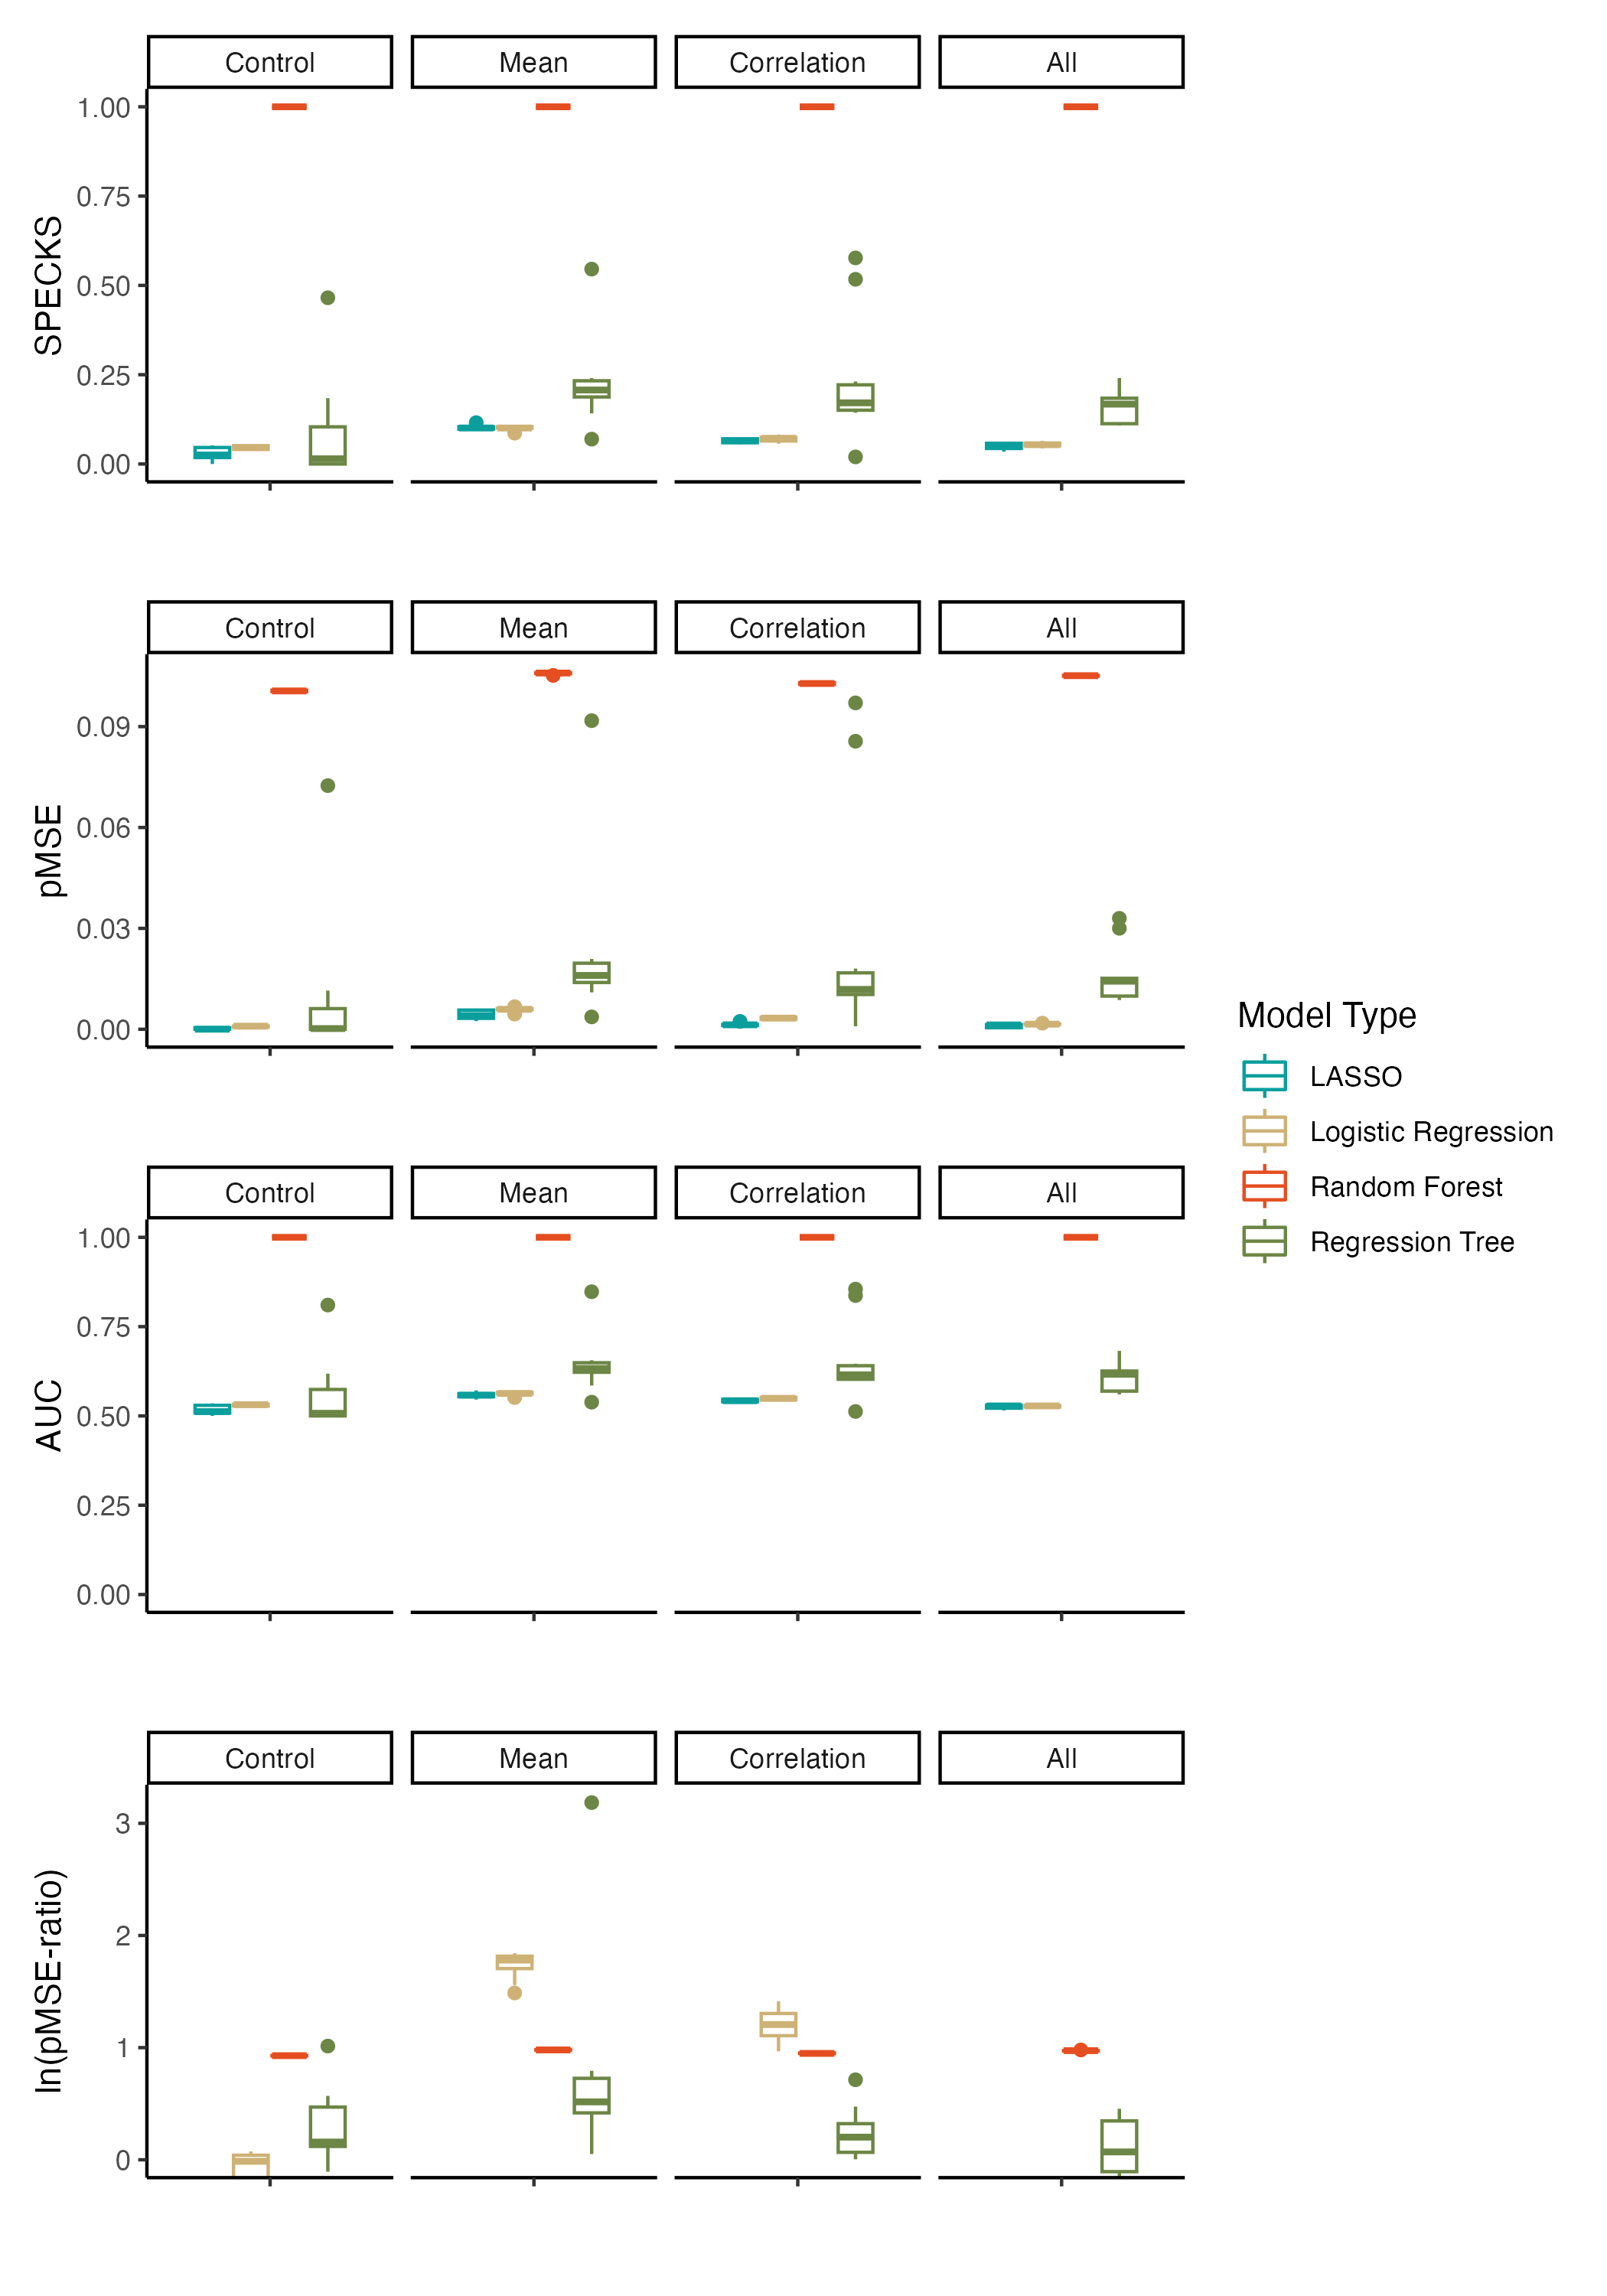 Control Mean Correlation All
SPECKS
1.00
0.75
0.50
0.25
0.00
Control Mean Correlation All
pMSE
0.09
0.06
0.03
0.00
Model Type
LASSO
Logistic Regression
Random Forest
Regression Tree
Control Mean Correlation All
AUC
1.00
0.75
0.50
0.25
0.00
Control Mean Correlation All
ln(pMSE-ratio)
3
2
1
0